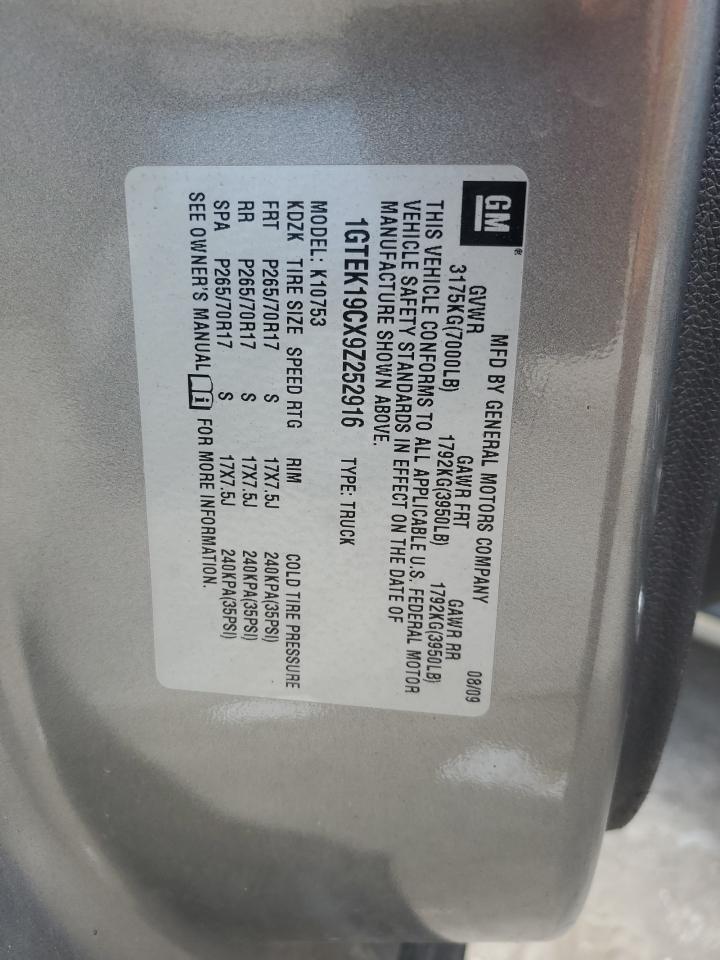 GM®
MFD BY GENERAL MOTORS COMPANY 08/09
GVWR GAWR FRT GAWR RR
3175KG(7000LB) 1792KG(3950LB) 1792KG(3950LB)
THIS VEHICLE CONFORMS TO ALL APPLICABLE U.S. FEDERAL MOTOR
VEHICLE SAFETY STANDARDS IN EFFECT ON THE DATE OF
MANUFACTURE SHOWN ABOVE.
1GTEK19CX9Z252916 TYPE: TRUCK
MODEL: K10753
KDZK TIRE SIZE SPEED RTG RIM COLD TIRE PRESSURE
FRT P265/70R17 S 17X7.5J 240KPA(35PSI)
RR P265/70R17 S 17X7.5J 240KPA(35PSI)
SPA P265/70R17 S 17X7.5J 240KPA(35PSI)
SEE OWNER'S MANUAL i FOR MORE INFORMATION.